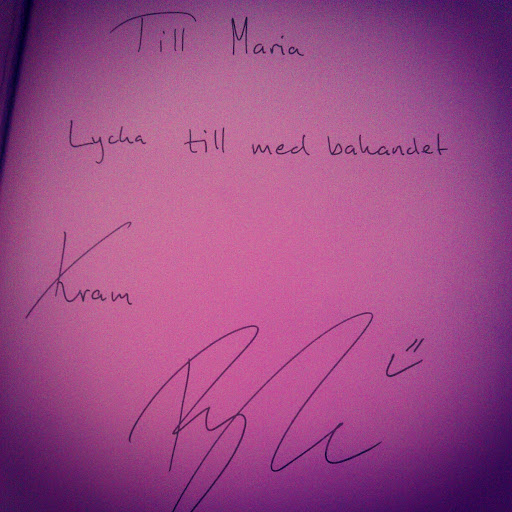 Till Maria
Lycka till med bakandet
Kram